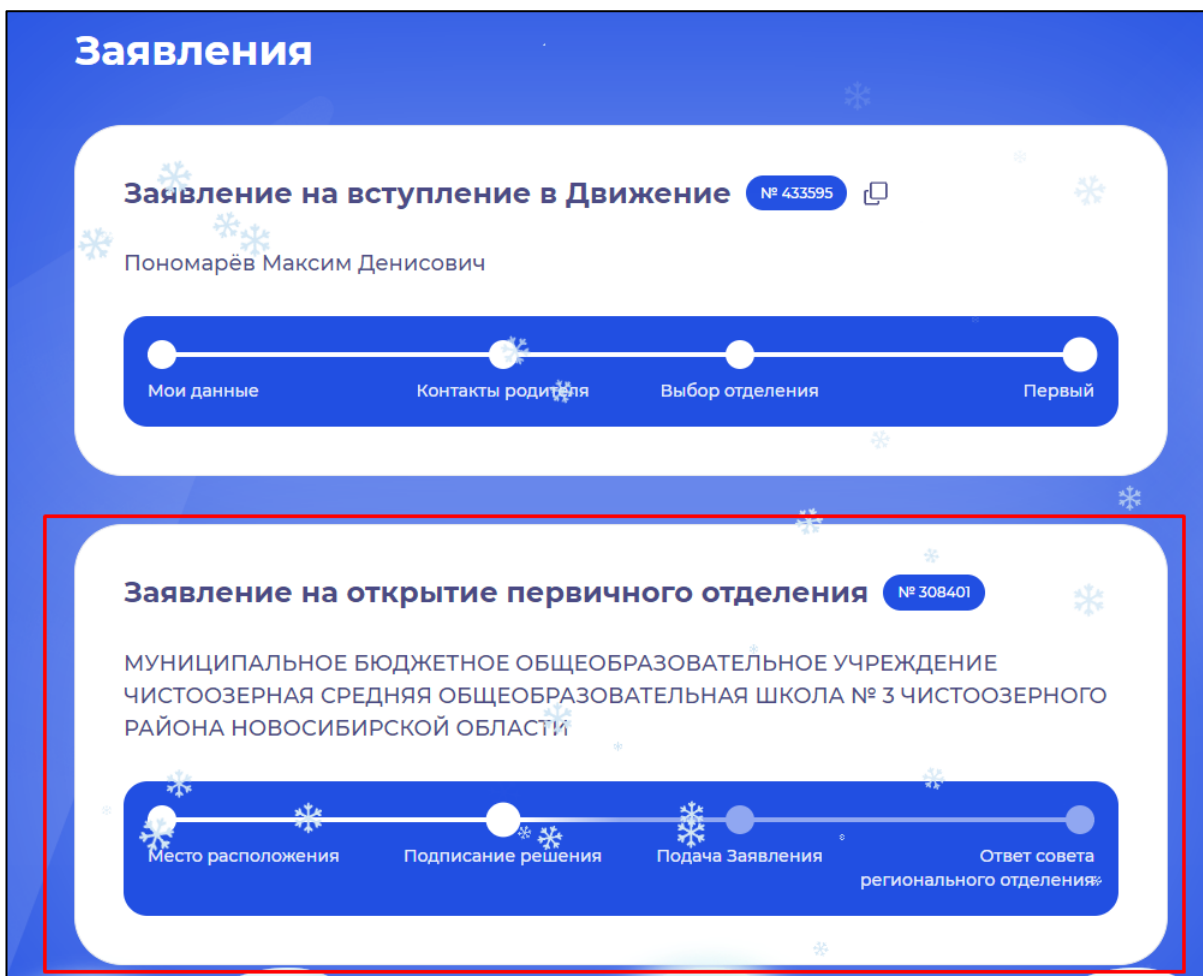 Заявления
Заявление на вступление в Движение № 433595
Пономарёв Максим Денисович
Мои данные Контакты родителя Выбор отделения Первый
Заявление на открытие первичного отделения № 308401
МУНИЦИПАЛЬНОЕ БЮДЖЕТНОЕ ОБЩЕОБРАЗОВАТЕЛЬНОЕ УЧРЕЖДЕНИЕ
ЧИСТООЗЕРНАЯ СРЕДНЯЯ ОБЩЕОБРАЗОВАТЕЛЬНАЯ ШКОЛА № 3 ЧИСТООЗЕРНОГО
РАЙОНА НОВОСИБИРСКОЙ ОБЛАСТИ
Место расположения Подписание решения Подача Заявления Ответ совета
регионального отделения